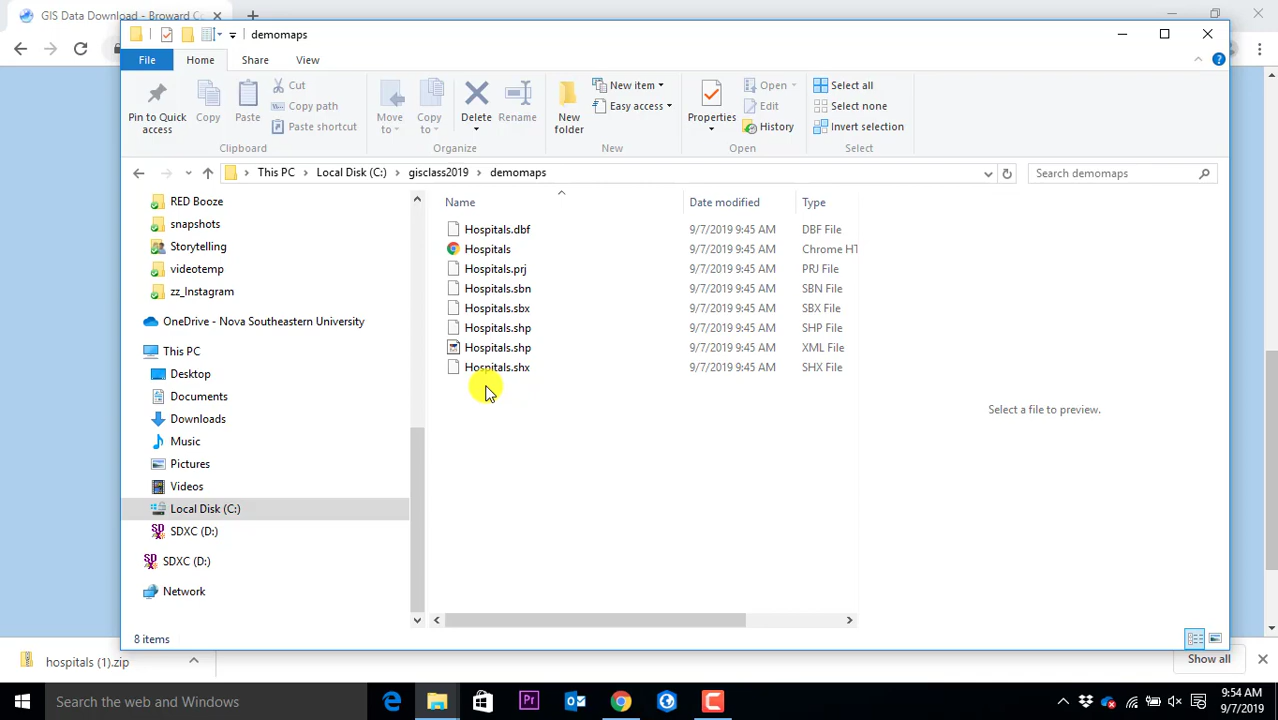 GIS Data Download - Broward C
demomaps
File
Home
Share
View
Pin to Quick access
Copy
Paste
Cut
Copy path
Paste shortcut
Clipboard
Move to
Copy to
Delete
Rename
Organize
New folder
New item
Easy access
New
Properties
Open
Edit
History
Open
Select all
Select none
Invert selection
Select
This PC
Local Disk (C:)
gisclass2019
demomaps
Search demomaps
RED Booze
snapshots
Storytelling
videotemp
zz_Instagram
OneDrive - Nova Southeastern University
This PC
Desktop
Documents
Downloads
Music
Pictures
Videos
Local Disk (C:)
SDXC (D:)
SDXC (D:)
Network
Name Date modified Type
Hospitals.dbf 9/7/2019 9:45 AM DBF File
Hospitals 9/7/2019 9:45 AM Chrome HT
Hospitals.prj 9/7/2019 9:45 AM PRJ File
Hospitals.sbn 9/7/2019 9:45 AM SBN File
Hospitals.sbx 9/7/2019 9:45 AM SBX File
Hospitals.shp 9/7/2019 9:45 AM SHP File
Hospitals.shp 9/7/2019 9:45 AM XML File
Hospitals.shx 9/7/2019 9:45 AM SHX File
Select a file to preview.
8 items
hospitals (1).zip
Show all
Search the web and Windows
Pr
9:54 AM
9/7/2019